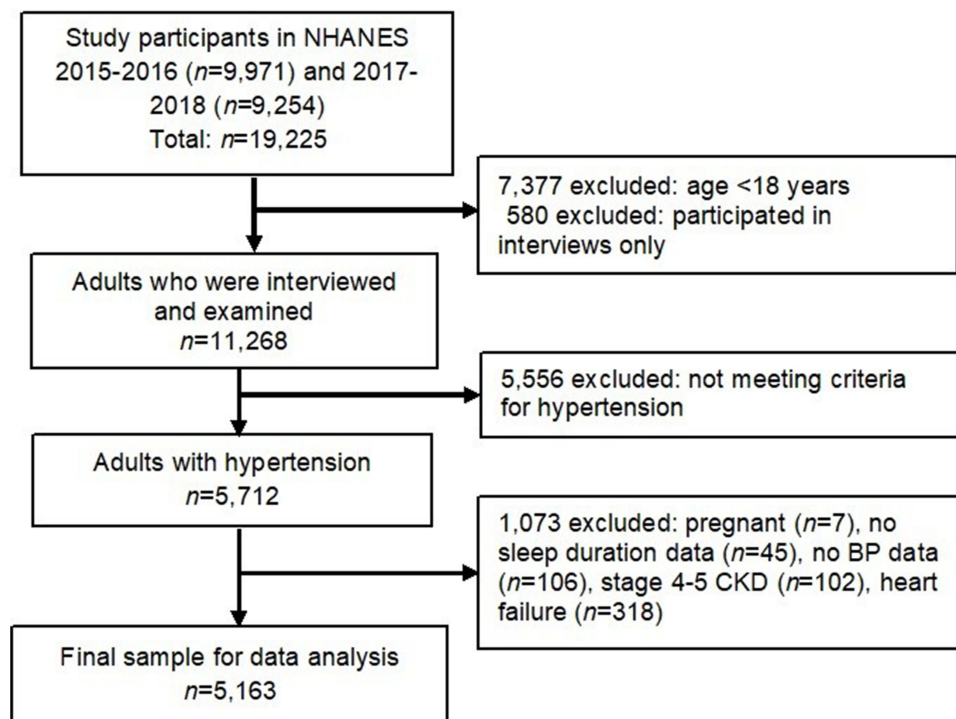 Study participants in NHANES
2015-2016 (n=9,971) and 2017-
2018 (n=9,254)
Total: n=19,225
7,377 excluded: age <18 years
580 excluded: participated in
interviews only
Adults who were interviewed
and examined
n=11,268
5,556 excluded: not meeting criteria
for hypertension
Adults with hypertension
n=5,712
1,073 excluded: pregnant (n=7), no
sleep duration data (n=45), no BP data
(n=106), stage 4-5 CKD (n=102), heart
failure (n=318)
Final sample for data analysis
n=5,163